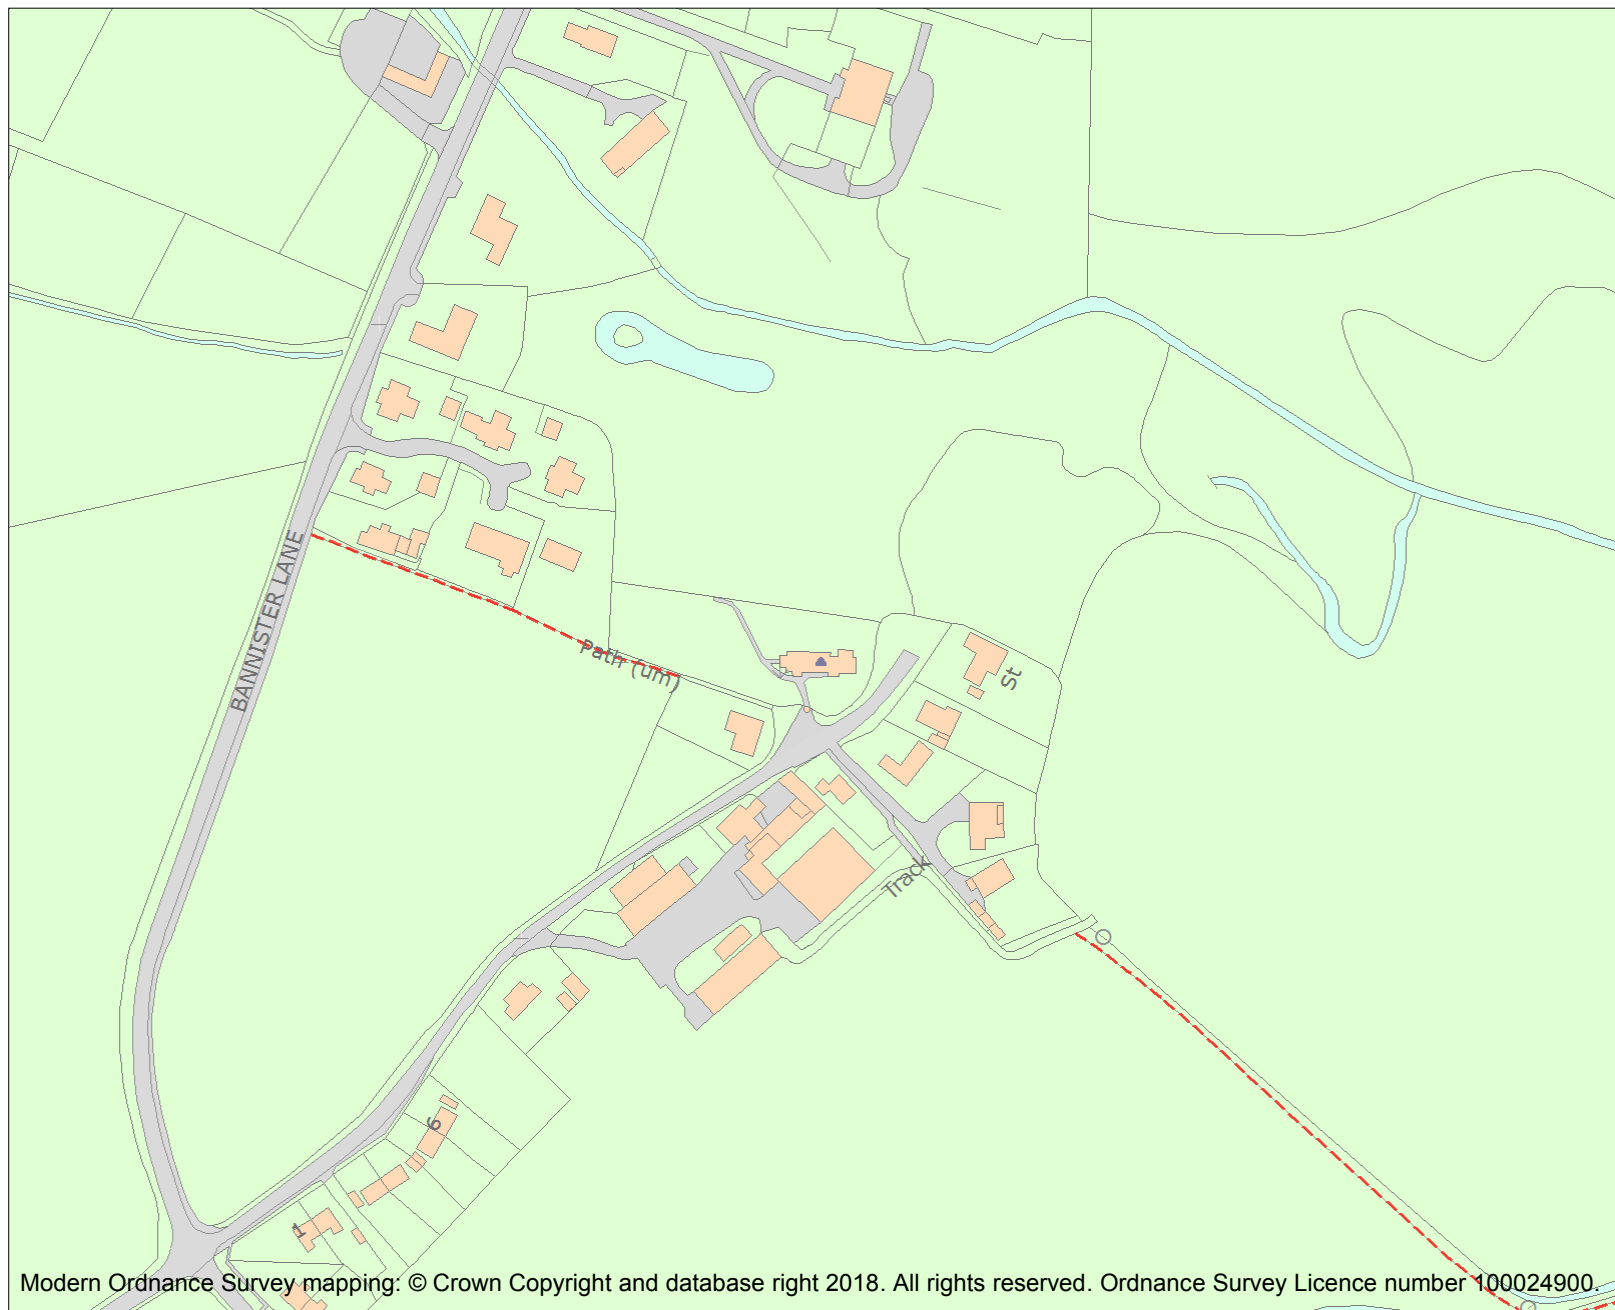 BANNISTER LANE
Path (um)
St
Track
6
1
Modern Ordnance Survey mapping: © Crown Copyright and database right 2018. All rights reserved. Ordnance Survey Licence number 100024900.